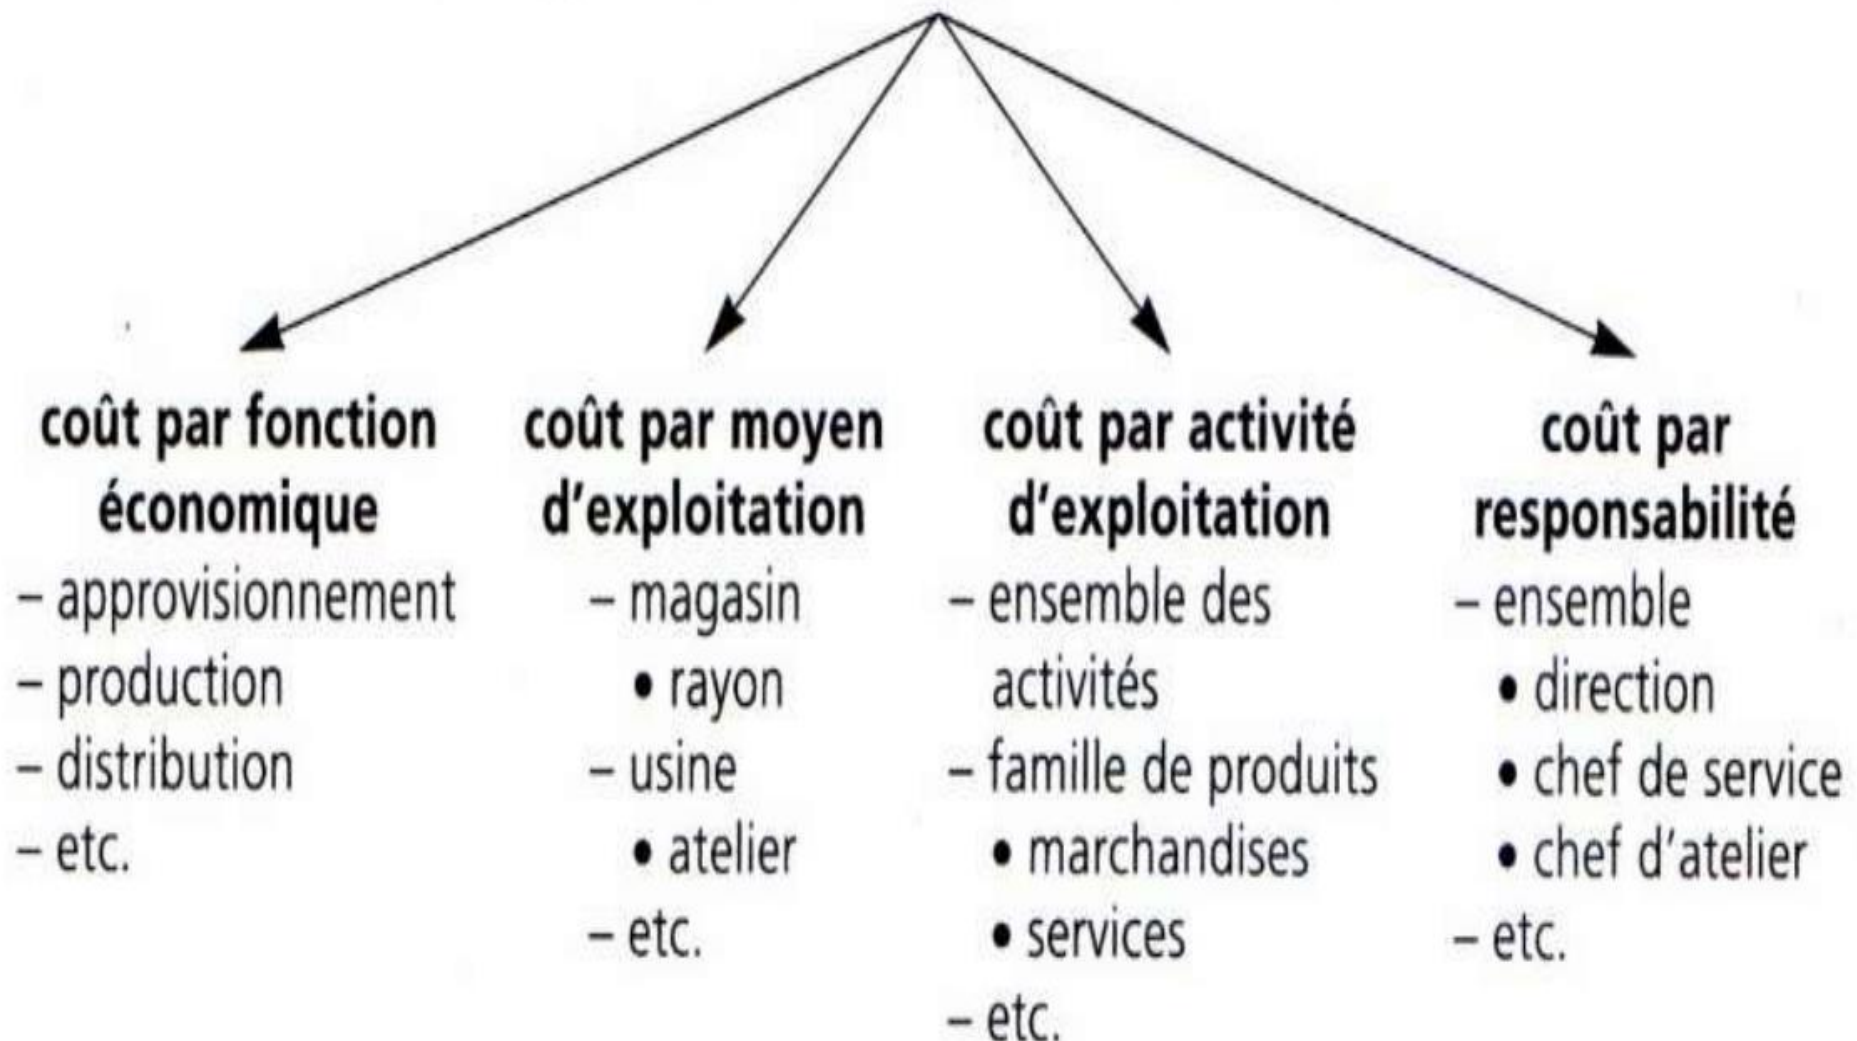 coût par fonction
économique
– approvisionnement
– production
– distribution
– etc.
coût par moyen
d'exploitation
– magasin
• rayon
– usine
• atelier
– etc.
coût par activité
d'exploitation
– ensemble des
activités
– famille de produits
• marchandises
• services
– etc.
coût par
responsabilité
– ensemble
• direction
• chef de service
• chef d'atelier
– etc.